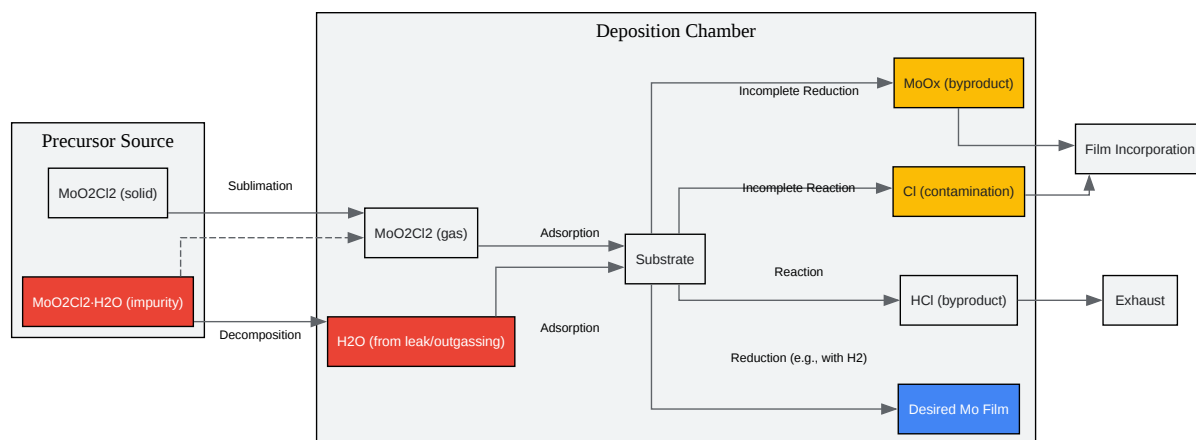 Deposition Chamber
Precursor Source
MoO2Cl2 (solid)
MoO2Cl2·H2O (impurity)
Sublimation
Decomposition
MoO2Cl2 (gas)
H2O (from leak/outgassing)
Adsorption
Adsorption
Substrate
Incomplete Reduction
Incomplete Reaction
Reaction
Reduction (e.g., with H2)
MoOx (byproduct)
Cl (contamination)
HCl (byproduct)
Desired Mo Film
Film Incorporation
Exhaust